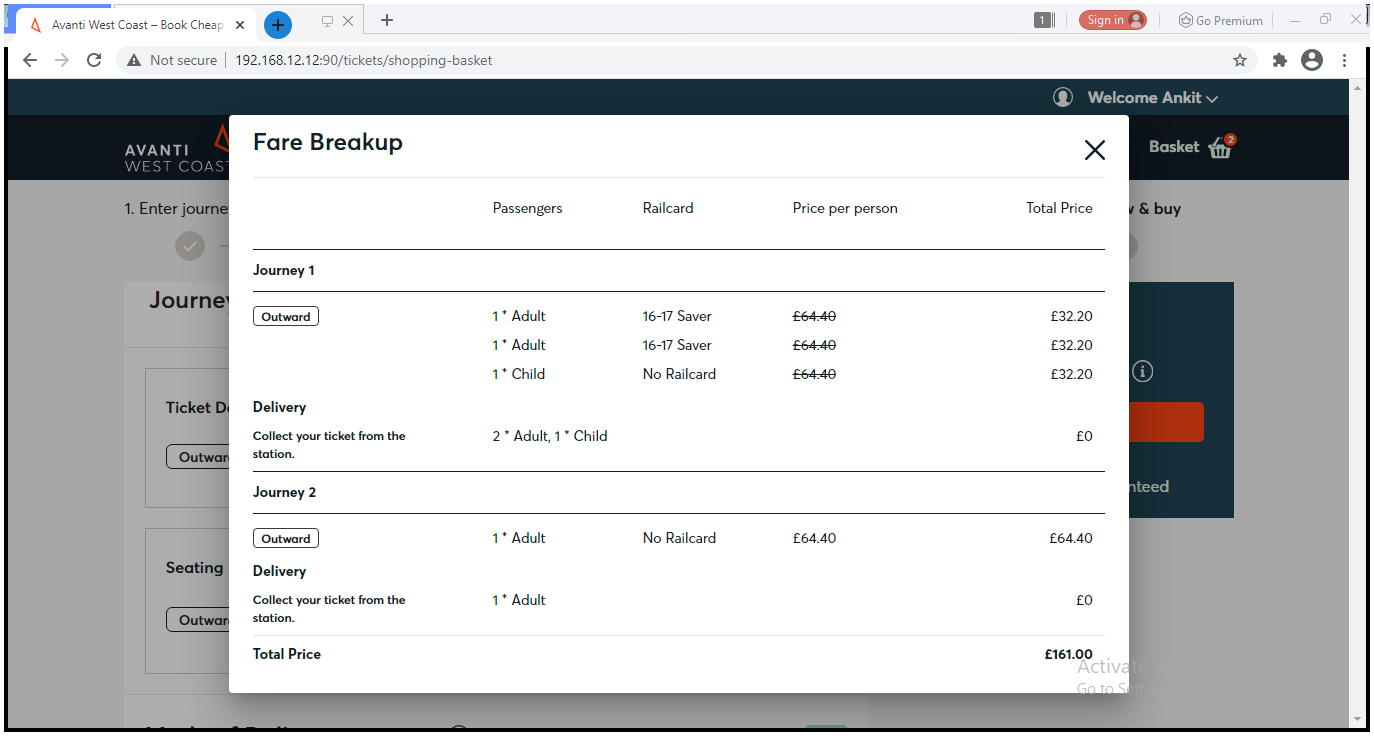 Avanti West Coast – Book Cheap
1
Sign in
Go Premium
Not secure
192.168.12.12:90/tickets/shopping-basket
Welcome Ankit
AVANTI
WEST COAST
Basket
2
1. Enter journe
& buy
Journey
Ticket D
Outwar
Seating
Outwar
nteed
Fare Breakup
Passengers Railcard Price per person Total Price
Journey 1
Outward 1 * Adult 16-17 Saver £64.40 £32.20
1 * Adult 16-17 Saver £64.40 £32.20
1 * Child No Railcard £64.40 £32.20
Delivery
Collect your ticket from the 2 * Adult, 1 * Child £0
station.
Journey 2
Outward 1 * Adult No Railcard £64.40 £64.40
Delivery
Collect your ticket from the 1 * Adult £0
station.
Total Price £161.00
Activate
Go to